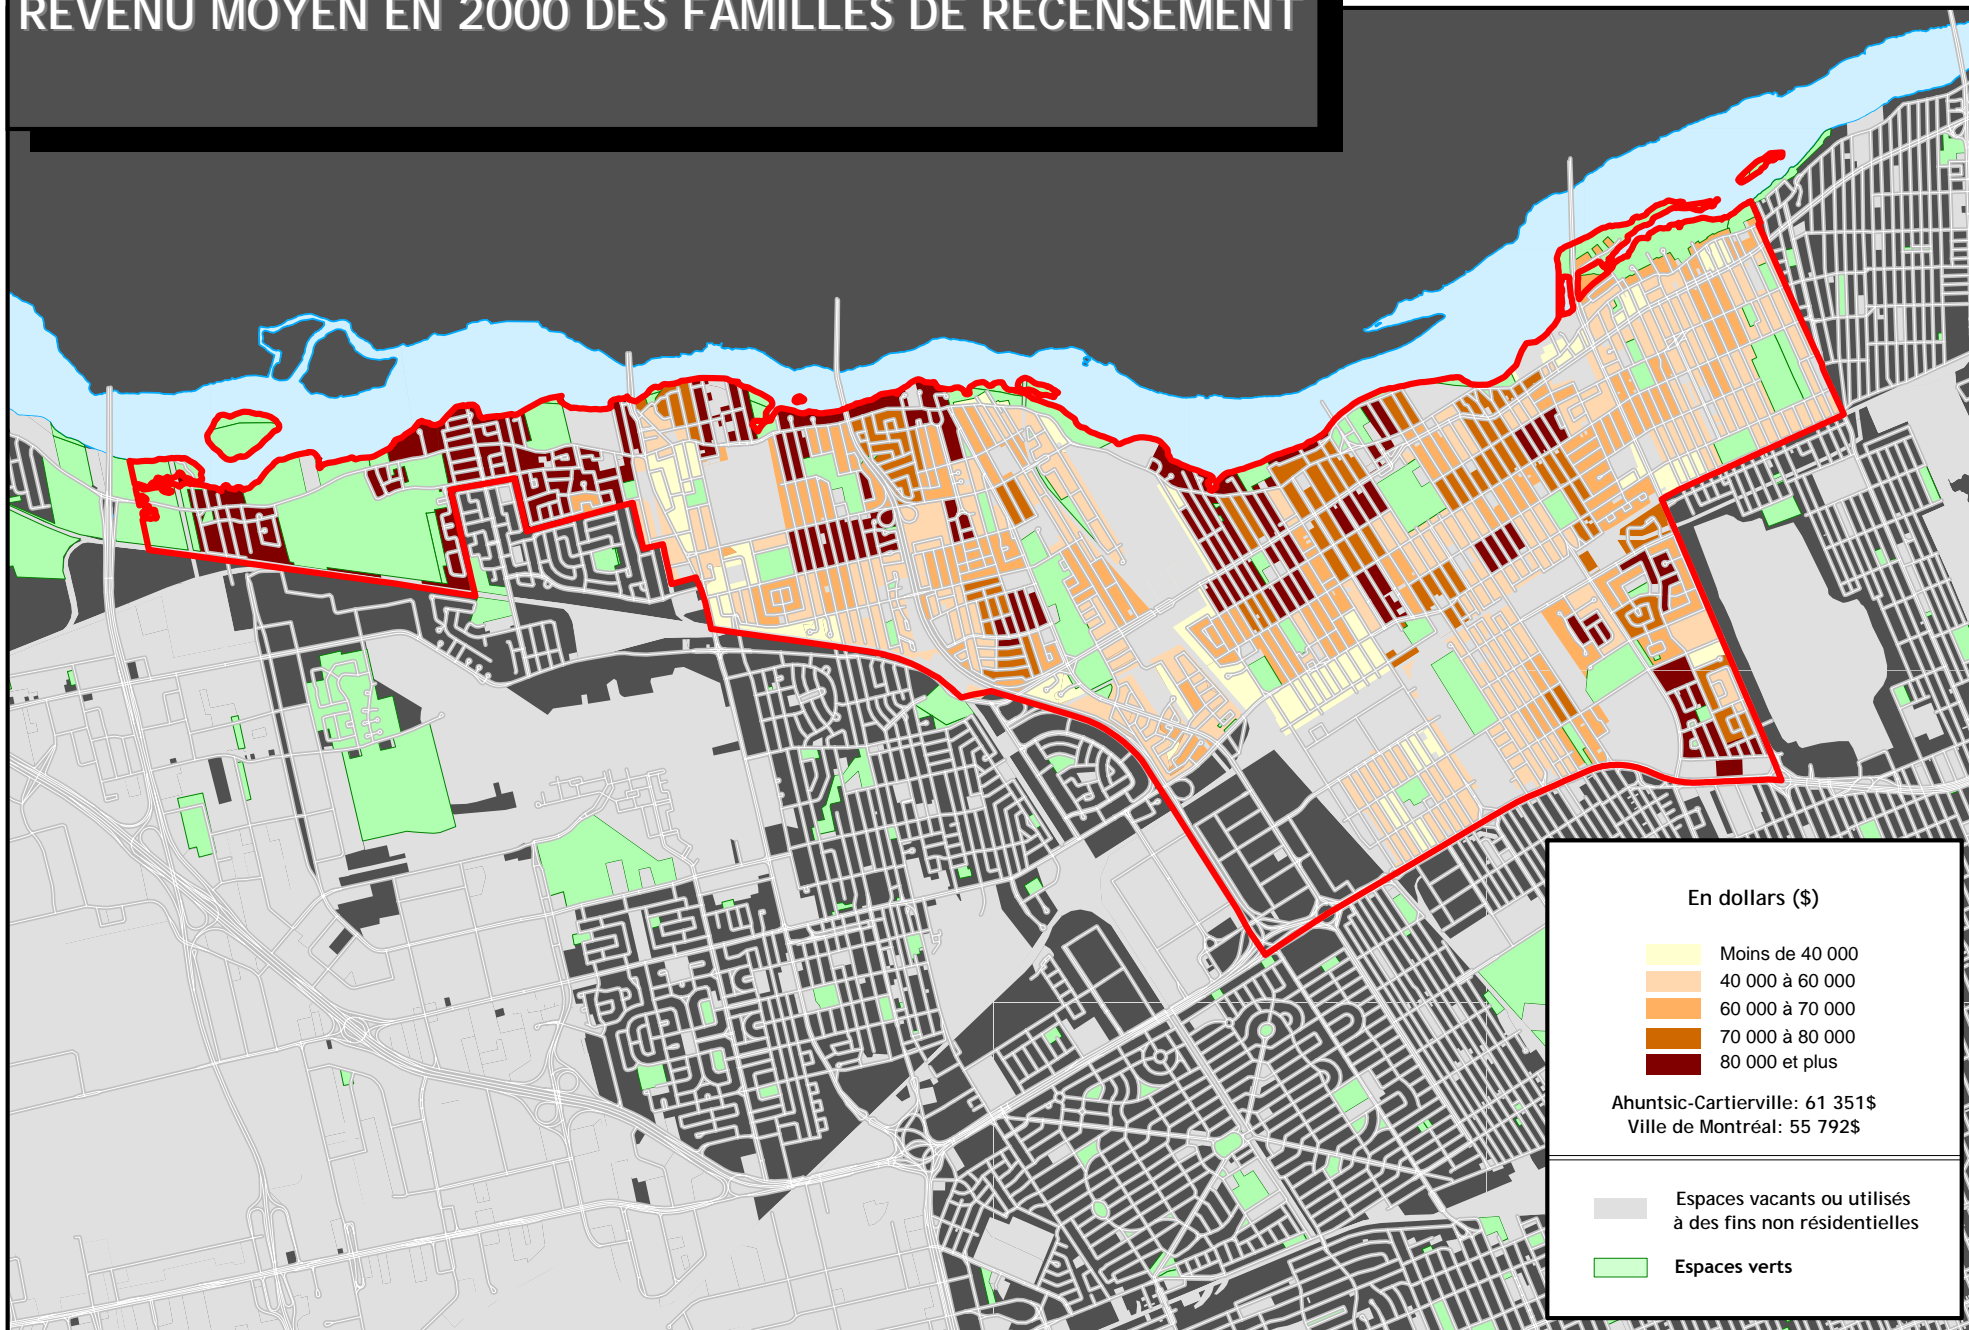 REVENU MOYEN EN 2000 DES FAMILLES DE RECENSEMENT
En dollars ($)
Moins de 40 000
40 000 à 60 000
60 000 à 70 000
70 000 à 80 000
80 000 et plus
Ahuntsic-Cartierville: 61 351$
Ville de Montréal: 55 792$
Espaces vacants ou utilisés
à des fins non résidentielles
Espaces verts